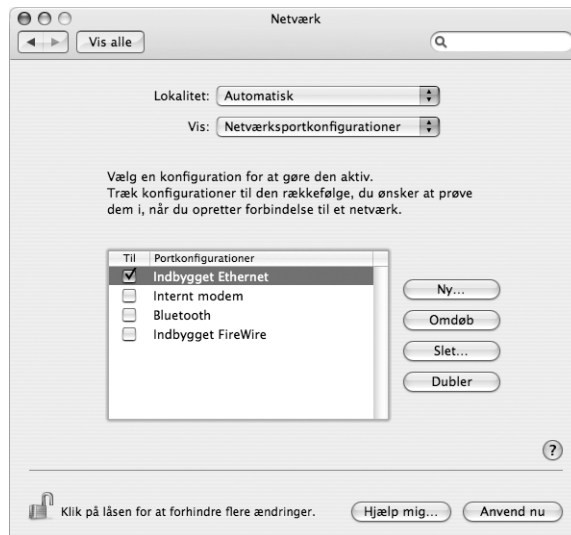 Netværk
Vis alle
Lokalitet: Automatisk
Vis: Netværksportkonfigurationer
Vælg en konfiguration for at gøre den aktiv.
Træk konfigurationer til den rækkefølge, du ønsker at prøve
dem i, når du opretter forbindelse til et netværk.
Til Portkonfigurationer
Indbygget Ethernet
Internt modem
Bluetooth
Indbygget FireWire
Ny...
Omdøb
Slet...
Dubler
?
Klik på låsen for at forhindre flere ændringer.
Hjælp mig...
Anvend nu